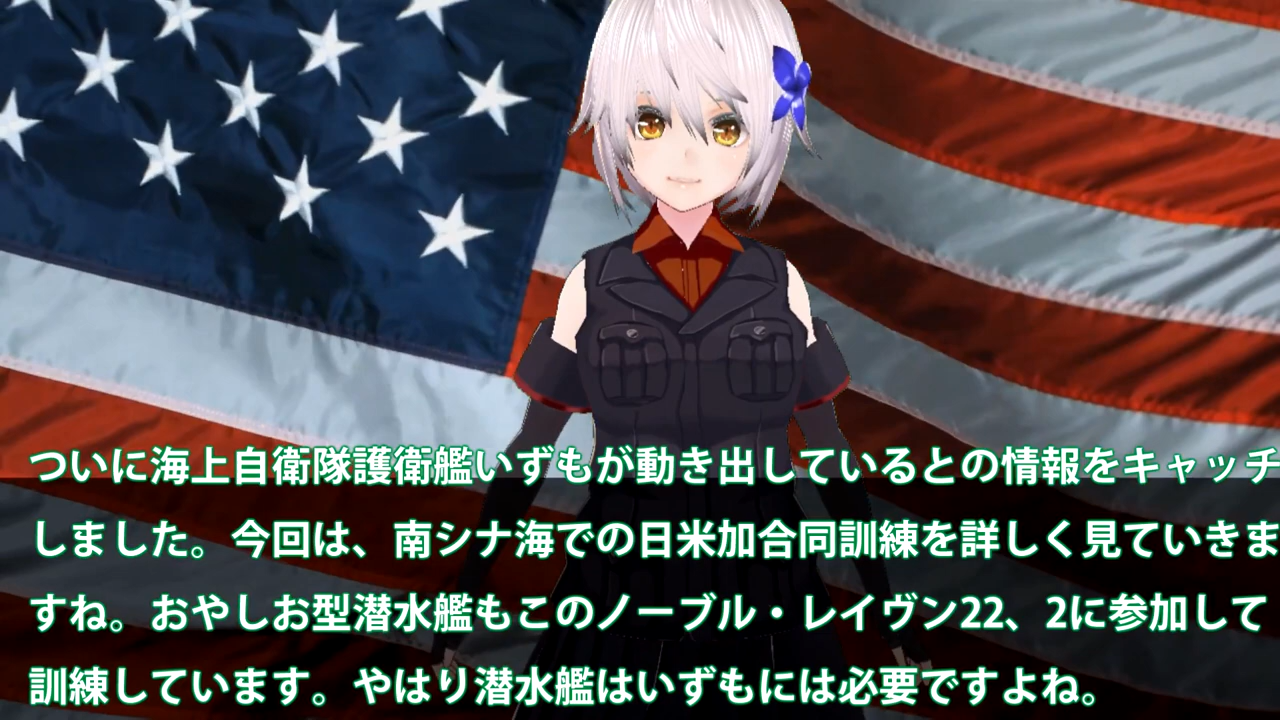 ついに海上自衛隊護衛艦いずもが動き出しているとの情報をキャッチ
しました。今回は、南シナ海での日米加合同訓練を詳しく見ていきま
すね。おやしお型潜水艦もこのノーブル・レイヴン22、2に参加して
訓練しています。やはり潜水艦はいずもには必要ですよね。